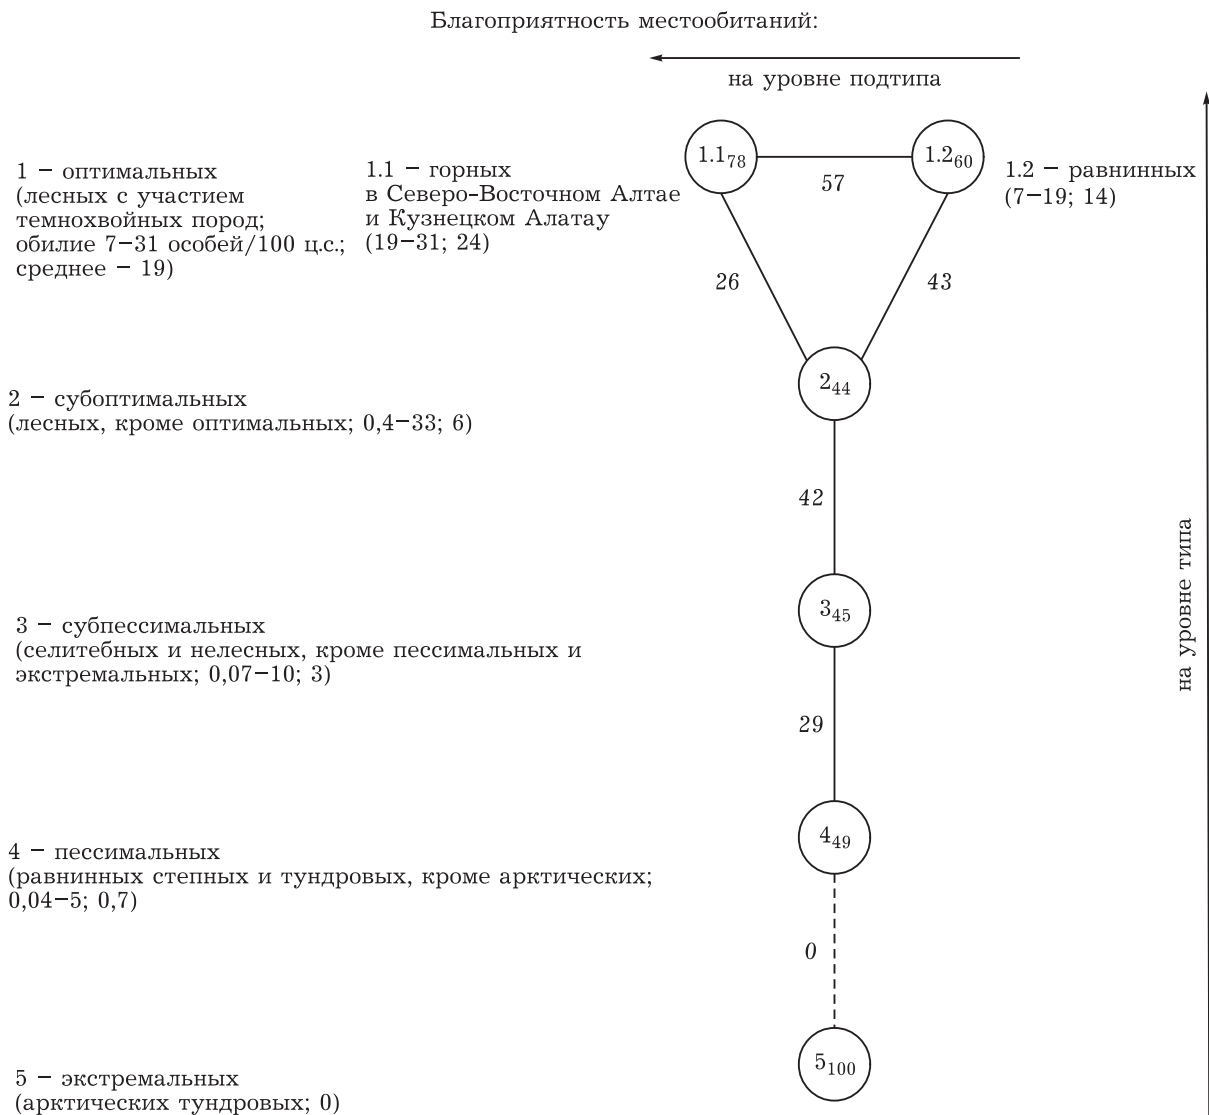 Благоприятность местообитаний:
на уровне подтипа
1 – оптимальных
(лесных с участием
темнохвойных пород;
обилие 7–31 особей/100 ц.с.;
среднее – 19)
1.1 – горных
в Северо-Восточном Алтае
и Кузнецком Алатау
(19–31; 24)
1.1₇₈
57
1.2₆₀
1.2 – равнинных
(7–19; 14)
26
43
2 – субоптимальных
(лесных, кроме оптимальных; 0,4–33; 6)
2₄₄
42
на уровне типа
3 – субпессимальных
(селитебных и нелесных, кроме пессимальных и
экстремальных; 0,07–10; 3)
3₄₅
29
4 – пессимальных
(равнинных степных и тундровых, кроме арктических;
0,04–5; 0,7)
4₄₉
0
5 – экстремальных
(арктических тундровых; 0)
5₁₀₀